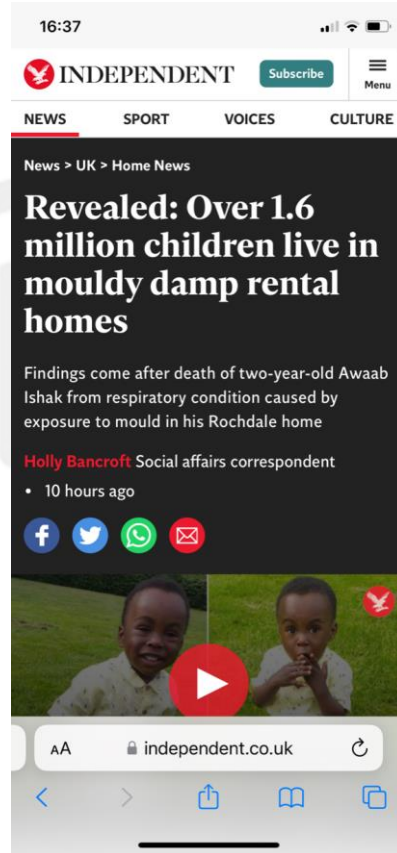 16:37
INDEPENDENT
Subscribe
Menu
NEWS SPORT VOICES CULTURE
News > UK > Home News
Revealed: Over 1.6
million children live in
mouldy damp rental
homes
Findings come after death of two-year-old Awaab
Ishak from respiratory condition caused by
exposure to mould in his Rochdale home
Holly Bancroft Social affairs correspondent
• 10 hours ago
AA independent.co.uk